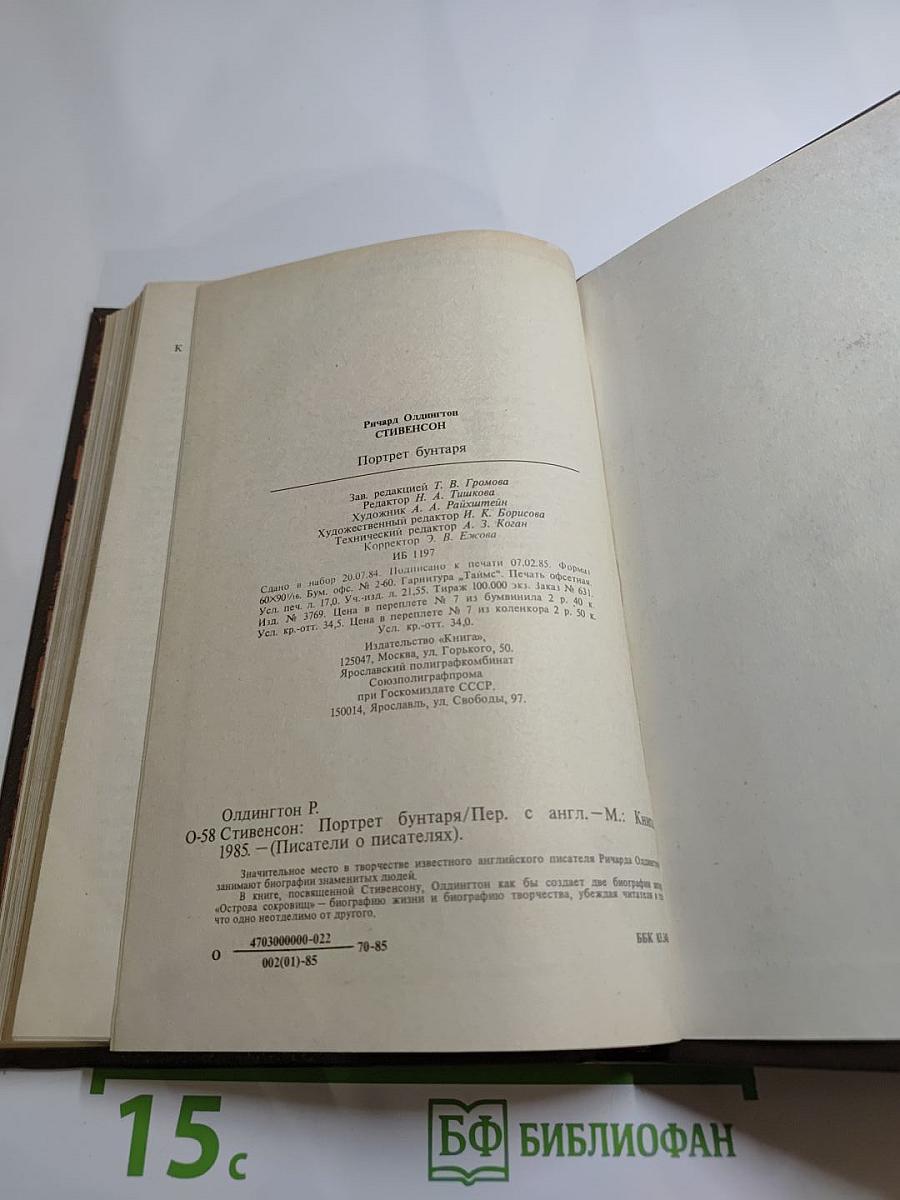 К
Ричард Олдингтон
СТИВЕНСОН
Портрет бунтаря
Зав. редакцией Т. В. Громова
Редактор Н. А. Тишкова
Художник А. А. Райхштейн
Художественный редактор И. К. Борисова
Технический редактор А. З. Коган
Корректор Э. В. Ежова
ИБ 1197
Сдано в набор 20.07.84. Подписано к печати 07.02.85. Формат
60×90¹/₁₆. Бум. офс. № 2-60. Гарнитура „Таймс". Печать офсетная.
Усл. печ. л. 17,0. Уч.-изд. л. 21,55. Тираж 100.000 экз. Заказ № 631.
Изд. № 3769. Цена в переплете № 7 из бумвинила 2 р. 40 к.
Усл. кр.-отт. 34,5. Цена в переплете № 7 из коленкора 2 р. 50 к.
Усл. кр.-отт. 34,0.
Издательство «Книга»,
125047, Москва, ул. Горького, 50.
Ярославский полиграфкомбинат
Союзполиграфпрома
при Госкомиздате СССР.
150014, Ярославль, ул. Свободы, 97.
Олдингтон Р.
О-58 Стивенсон: Портрет бунтаря/Пер. с англ.—М.:
1985.—(Писатели о писателях).
Значительное место в творчестве известного английского писателя Ричарда
занимают биографии знаменитых людей.
В книге, посвященной Стивенсону, Олдингтон как бы создает две биографии
«Острова сокровищ»—биографию жизни и биографию творчества, убеждая читателя в
что одно неотделимо от другого.
О 4703000000-022 70-85
002(01)-85
ББК
15 с
БФ БИБЛИОФАН